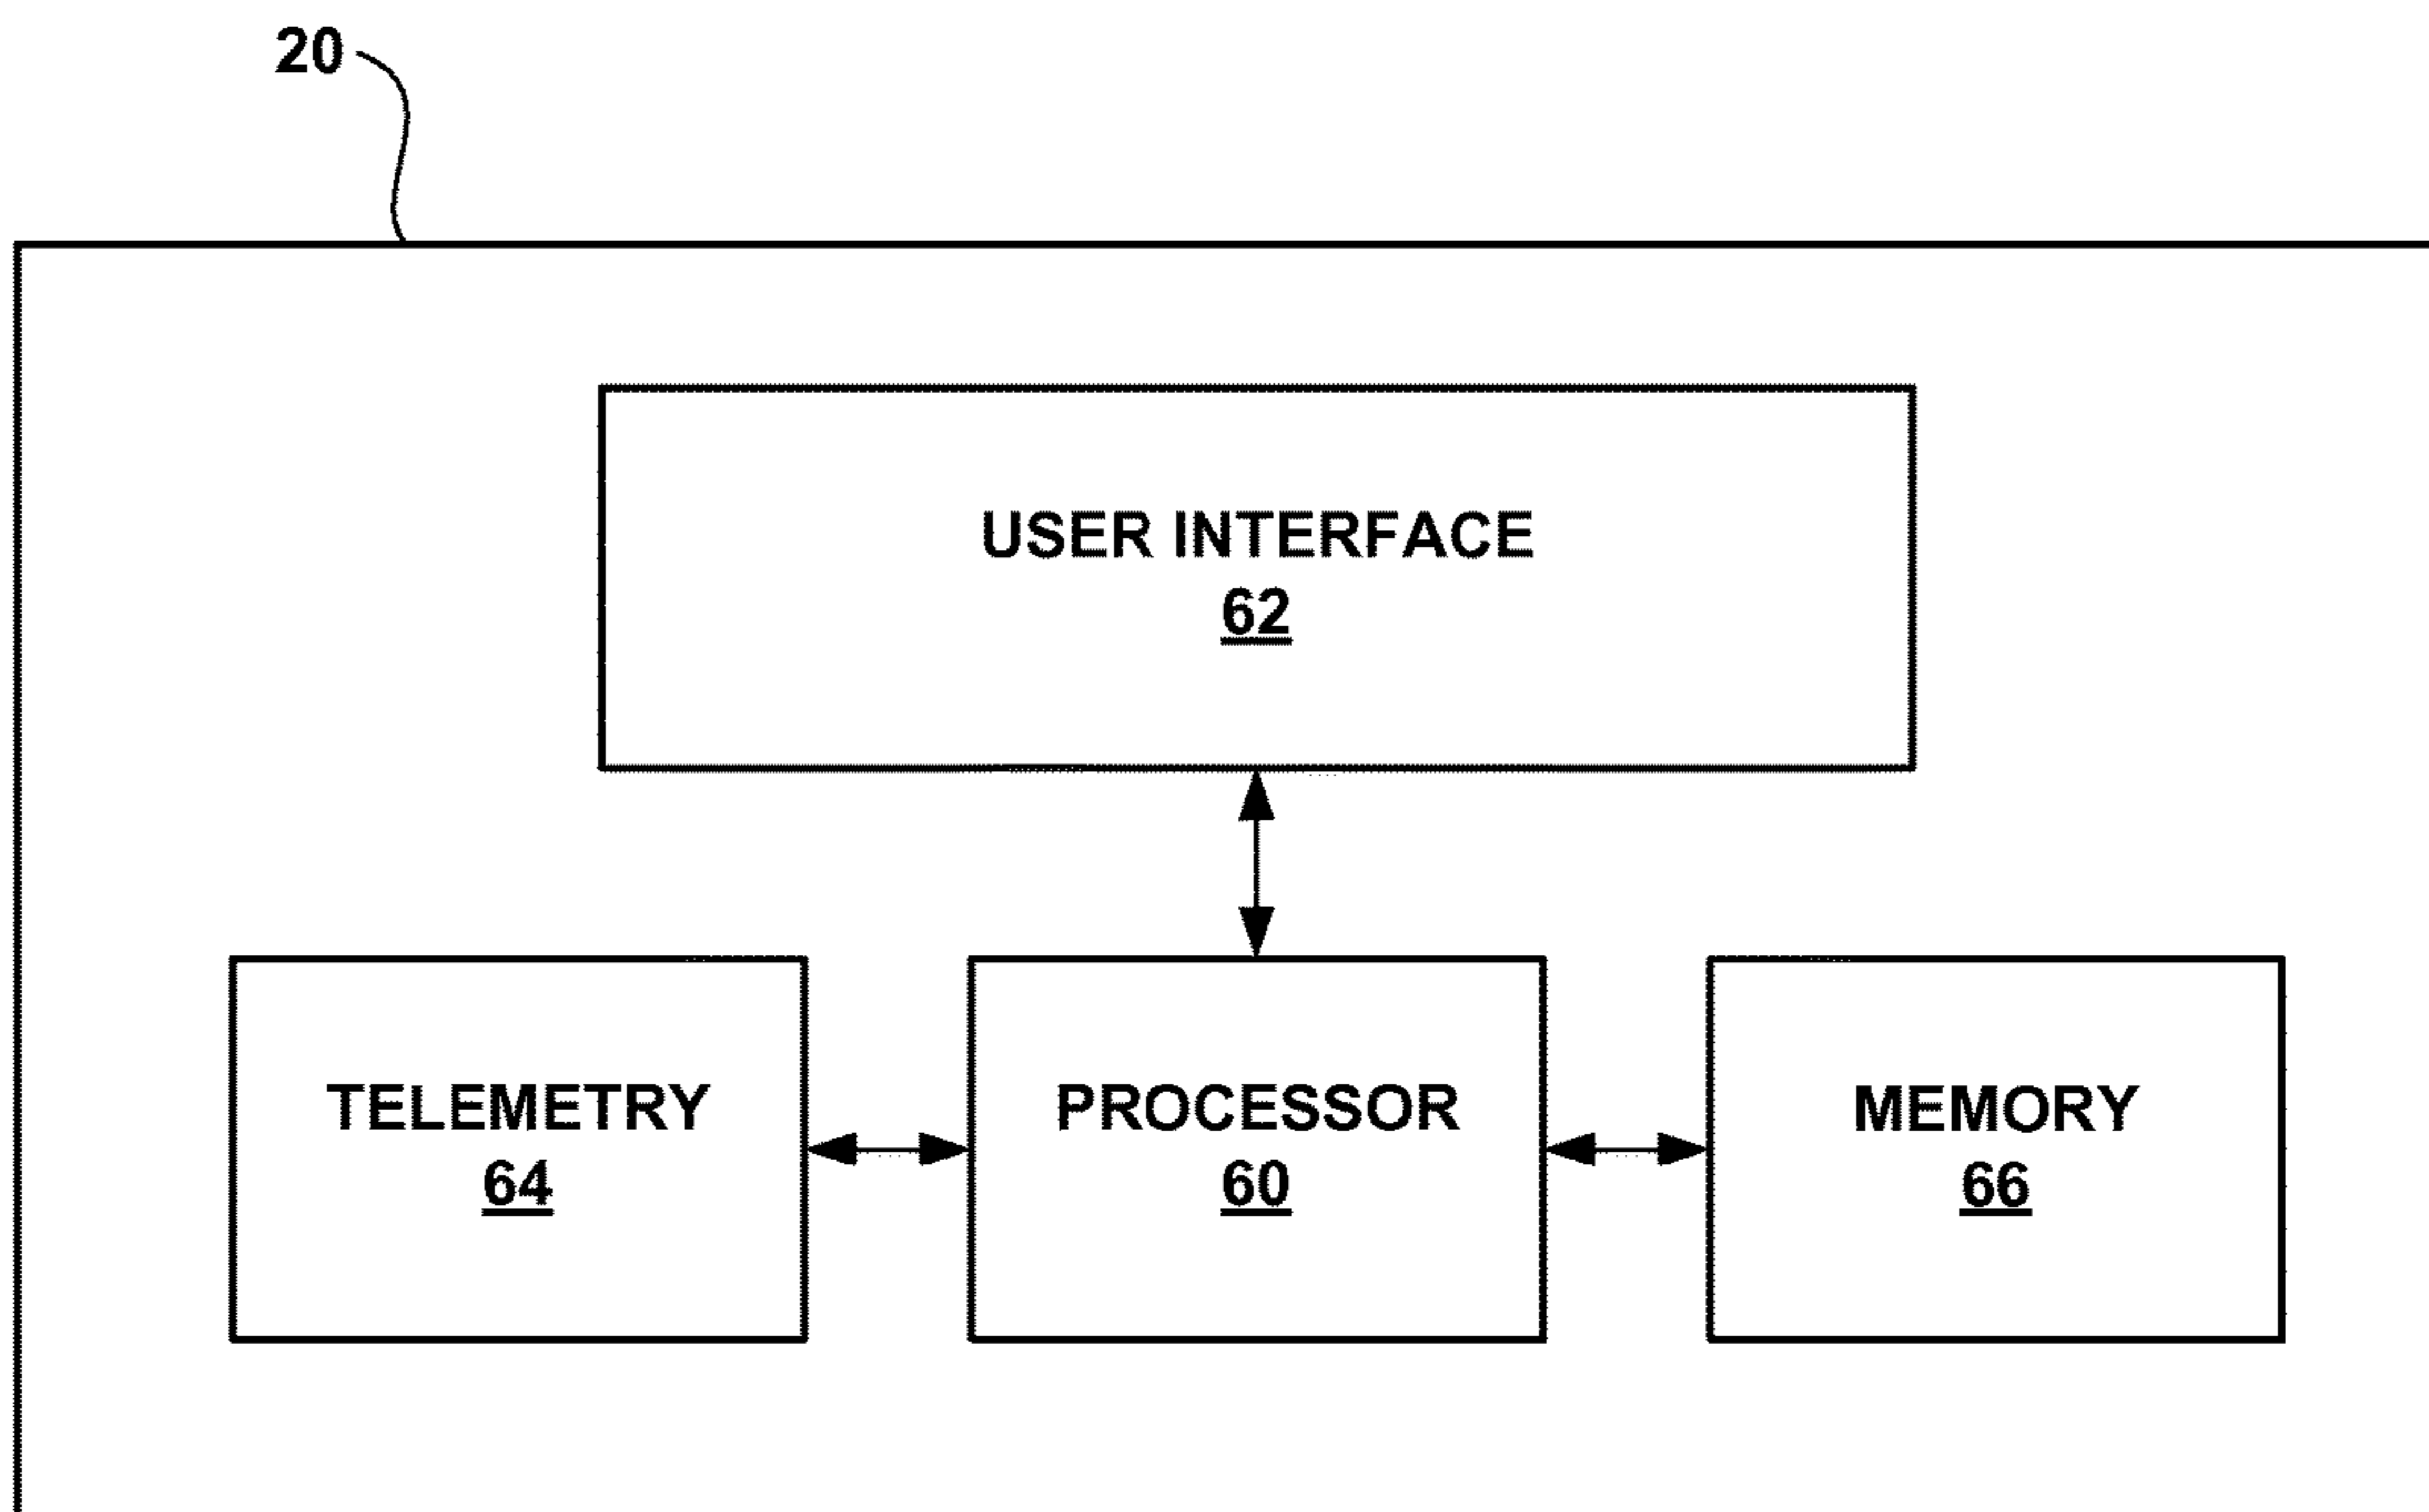 20
USER INTERFACE
62
TELEMETRY
64
PROCESSOR
60
MEMORY
66